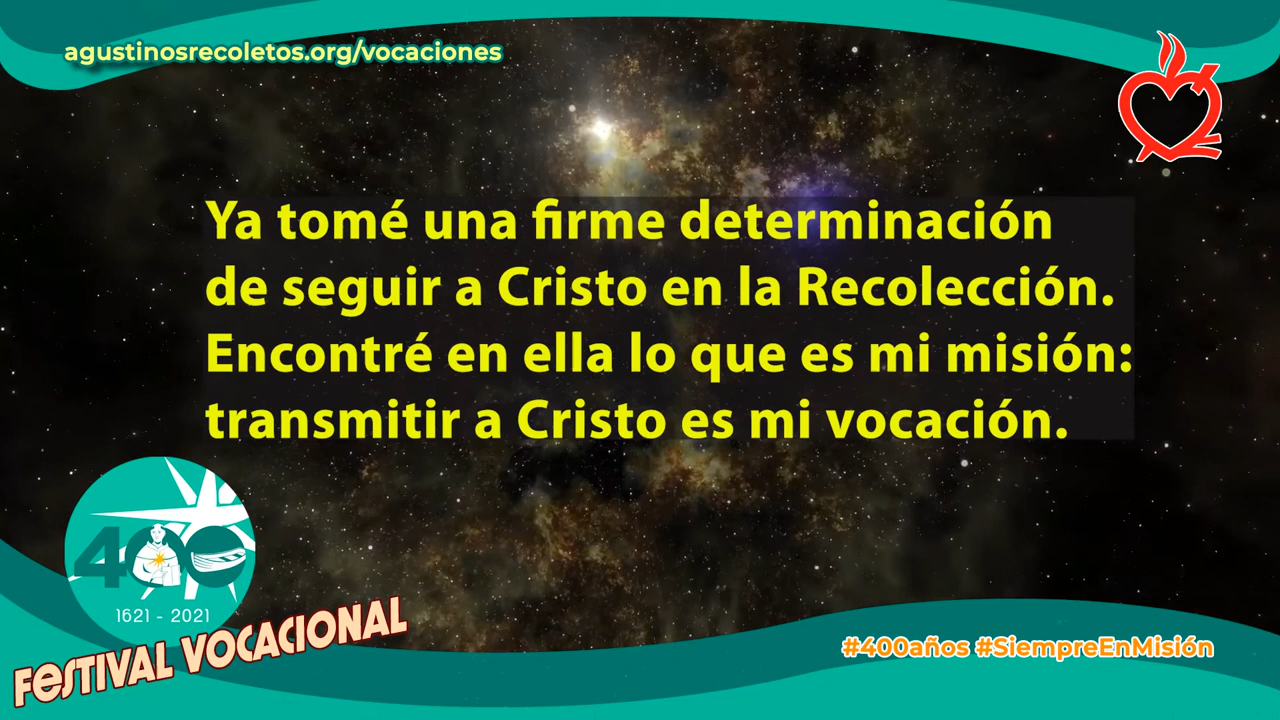 agustinosrecoletos.org/vocaciones
Ya tomé una firme determinación
de seguir a Cristo en la Recolección.
Encontré en ella lo que es mi misión:
transmitir a Cristo es mi vocación.
400
1621 - 2021
FESTIVAL VOCACIONAL
#400años #SiempreEnMisión